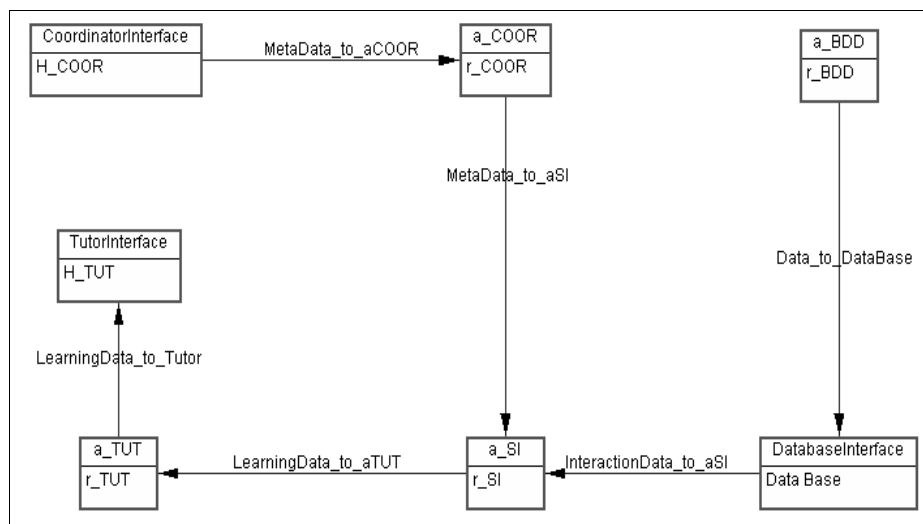 CoordinatorInterface
H_COOR
MetaData_to_aCOOR
a_COOR
r_COOR
a_BDD
r_BDD
MetaData_to_aSI
TutorInterface
H_TUT
Data_to_DataBase
LearningData_to_Tutor
a_TUT
r_TUT
LearningData_to_aTUT
a_SI
r_SI
InteractionData_to_aSI
DatabaseInterface
Data Base